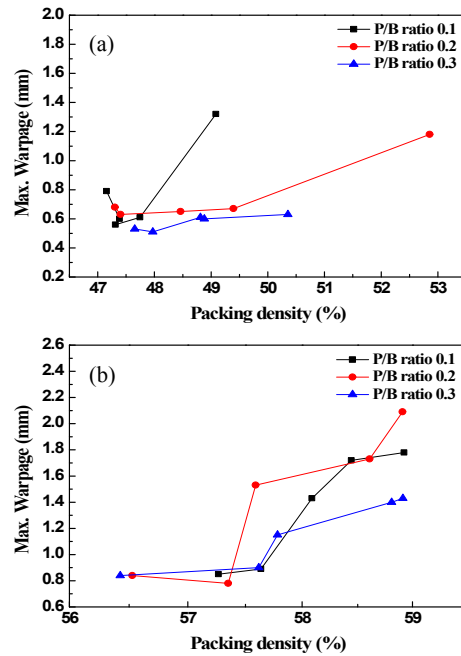 (a)
P/B ratio 0.1
P/B ratio 0.2
P/B ratio 0.3
Max. Warpage (mm)
2.0
1.8
1.6
1.4
1.2
1.0
0.8
0.6
0.4
0.2
47 48 49 50 51 52 53
Packing density (%)
(b)
P/B ratio 0.1
P/B ratio 0.2
P/B ratio 0.3
Max. Warpage (mm)
2.6
2.4
2.2
2.0
1.8
1.6
1.4
1.2
1.0
0.8
0.6
56 57 58 59
Packing density (%)